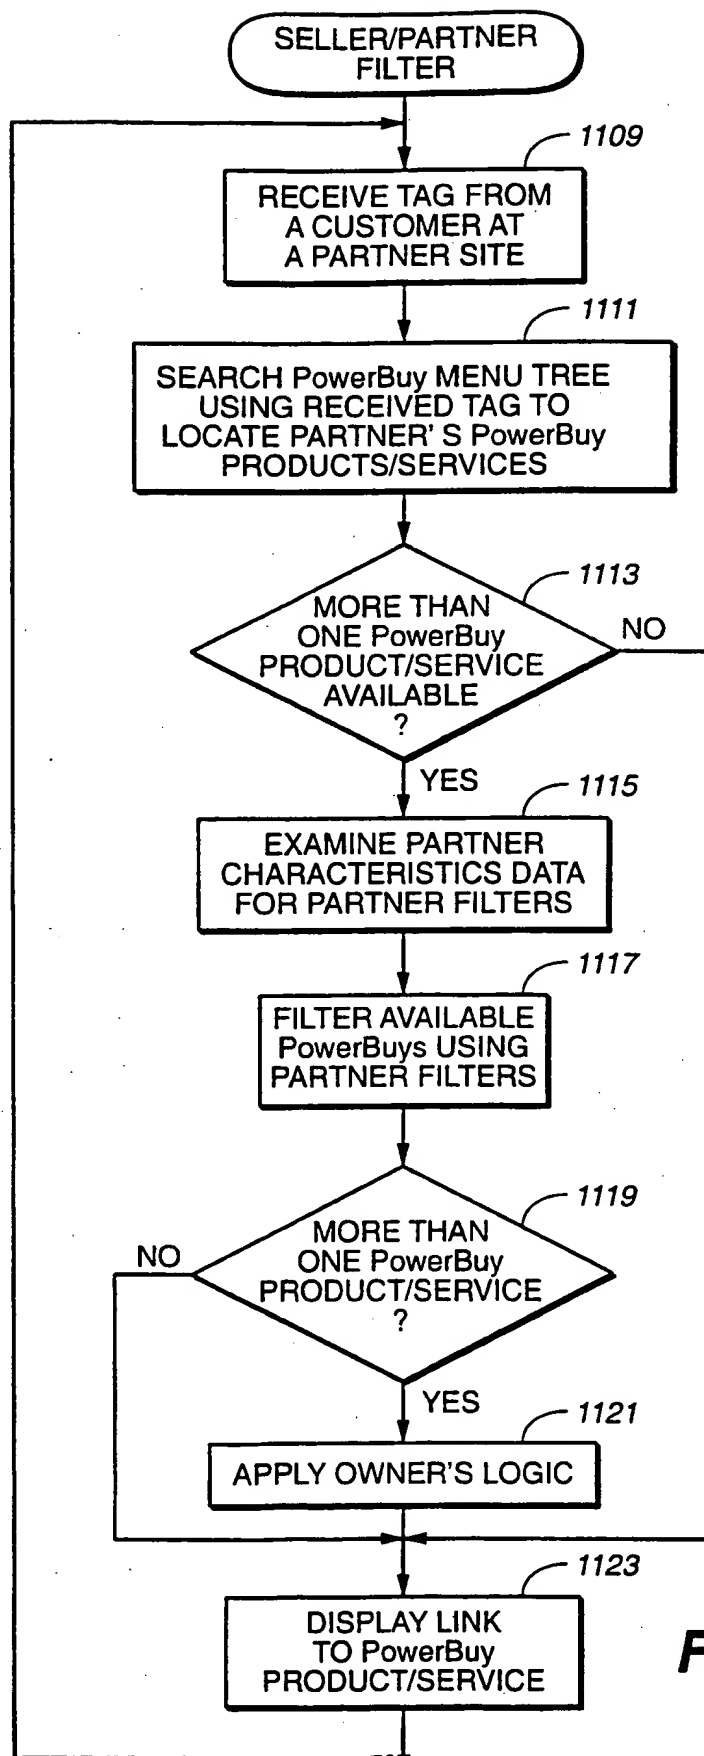 SELLER/PARTNER
FILTER
1109
RECEIVE TAG FROM
A CUSTOMER AT
A PARTNER SITE
1111
SEARCH PowerBuy MENU TREE
USING RECEIVED TAG TO
LOCATE PARTNER'S PowerBuy
PRODUCTS/SERVICES
1113
MORE THAN
ONE PowerBuy
PRODUCT/SERVICE
AVAILABLE
?
NO
YES
1115
EXAMINE PARTNER
CHARACTERISTICS DATA
FOR PARTNER FILTERS
1117
FILTER AVAILABLE
PowerBuys USING
PARTNER FILTERS
1119
MORE THAN
ONE PowerBuy
PRODUCT/SERVICE
?
NO
YES
1121
APPLY OWNER'S LOGIC
1123
DISPLAY LINK
TO PowerBuy
PRODUCT/SERVICE